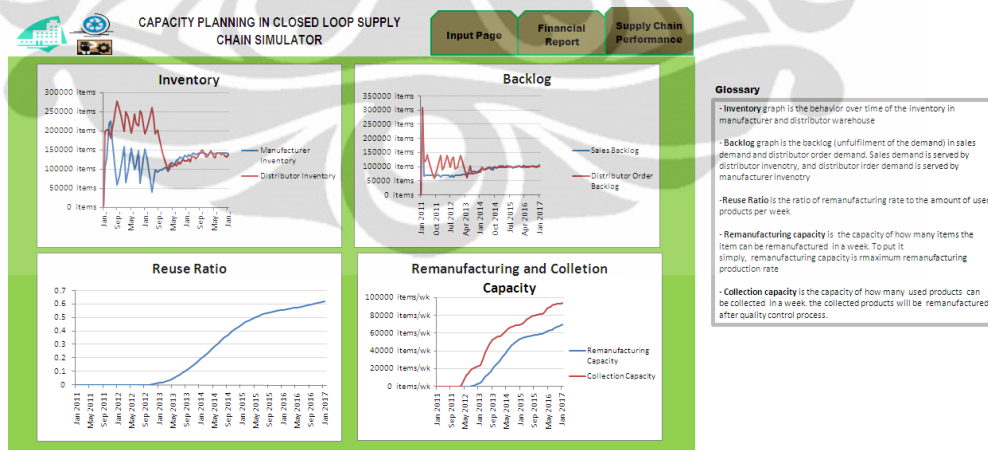 CAPACITY PLANNING IN CLOSED LOOP SUPPLY
CHAIN SIMULATOR
Input Page
Financial
Report
Supply Chain
Performance
Inventory
300000 items
250000 items
200000 items
150000 items
100000 items
50000 items
0 items
Jan
Sep
May
Jan
Sep
May
Jan
Sep
May
Jan
Manufacturer
Inventory
Distributor Inventory
Backlog
350000 items
300000 items
250000 items
200000 items
150000 items
100000 items
50000 items
0 items
Jan 2011
Oct 2011
Jul 2012
Apr 2013
Jan 2014
Oct 2014
Jul 2015
Apr 2016
Jan 2017
Sales Backlog
Distributor Order
Backlog
Glossary
- Inventory graph is the behavior over time of the inventory in
manufacturer and distributor warehouse
- Backlog graph is the backlog (unfulfilment of the demand) in sales
demand and distributor order demand. Sales demand is served by
distributor invenotry, and distributor order demand is served by
manufacturer invenotry
-Reuse Ratio is the ratio of remanufacturing rate to the amount of used
products per week
- Remanufacturing capacity is the capacity of how many items the
item can be remanufactured in a week. To put it
simply, remanufacturing capacity is rmaximum remanufacturing
production rate
- Collection capacity is the capacity of how many used products can
be collected in a week. the collected products will be remanufactured
after quality control process.
Reuse Ratio
0.7
0.6
0.5
0.4
0.3
0.2
0.1
0
Jan 2011
May 2011
Sep 2011
Jan 2012
May 2012
Sep 2012
Jan 2013
May 2013
Sep 2013
Jan 2014
May 2014
Sep 2014
Jan 2015
May 2015
Sep 2015
Jan 2016
May 2016
Sep 2016
Jan 2017
Remanufacturing and Colletion
Capacity
100000 items/wk
80000 items/wk
60000 items/wk
40000 items/wk
20000 items/wk
0 items/wk
Jan 2011
May 2011
Sep 2011
Jan 2012
May 2012
Sep 2012
Jan 2013
May 2013
Sep 2013
Jan 2014
May 2014
Sep 2014
Jan 2015
May 2015
Sep 2015
Jan 2016
May 2016
Sep 2016
Jan 2017
Remanufacturing
Capacity
Collection Capacity